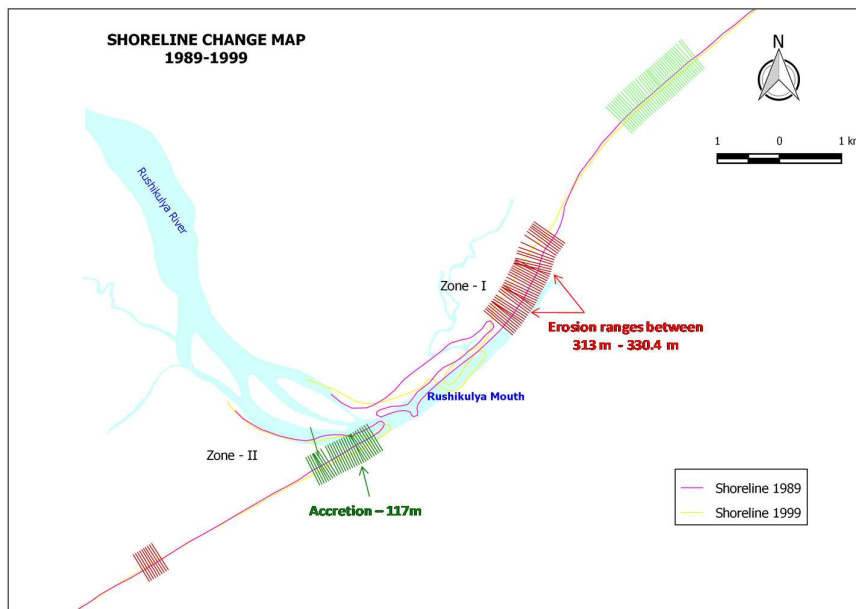 SHORELINE CHANGE MAP
1989-1999
N
1 0 1 km
Rushikulya River
Zone - I
Erosion ranges between
313 m - 330.4 m
Rushikulya Mouth
Zone - II
Accretion – 117m
Shoreline 1989
Shoreline 1999